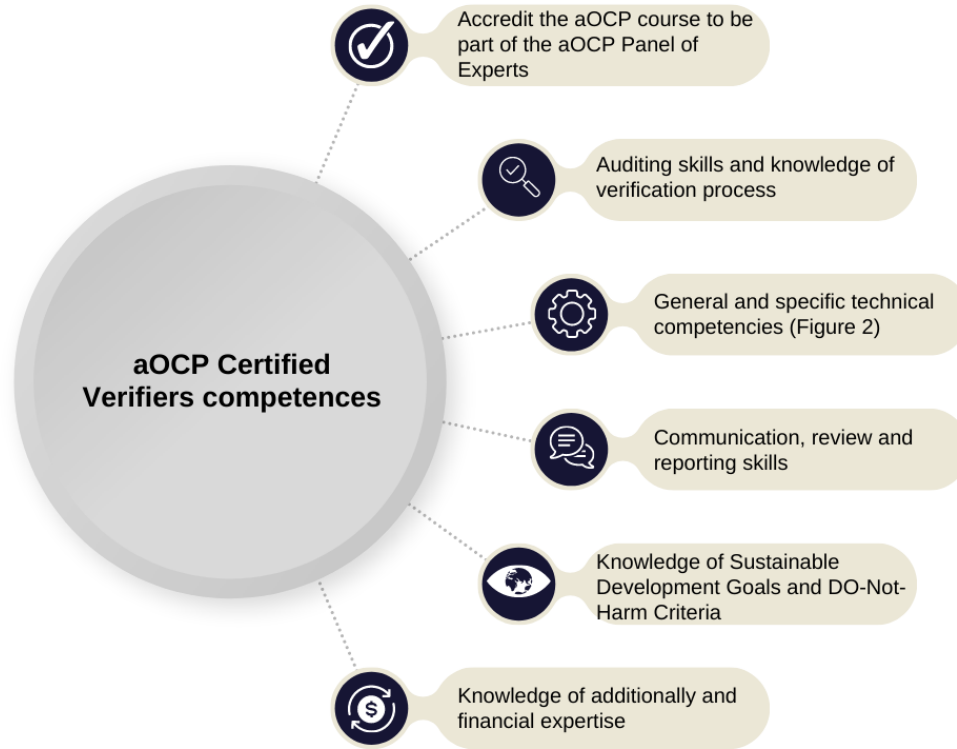 Accredit the aOCP course to be
part of the aOCP Panel of
Experts
Auditing skills and knowledge of
verification process
General and specific technical
competencies (Figure 2)
aOCP Certified
Verifiers competences
Communication, review and
reporting skills
Knowledge of Sustainable
Development Goals and DO-Not-
Harm Criteria
Knowledge of additionally and
financial expertise
$